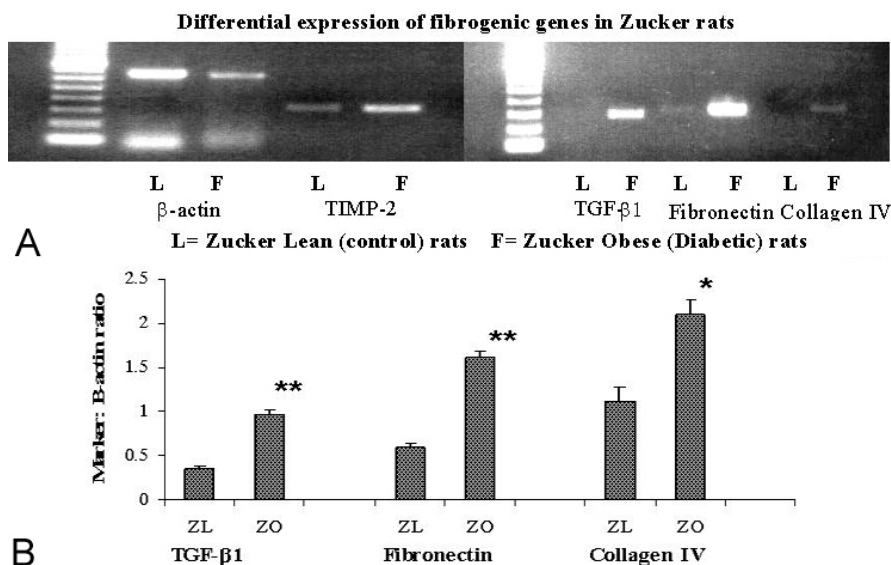 Differential expression of fibrogenic genes in Zucker rats
L F L F L F L F L F
β-actin TIMP-2 TGF-β1 Fibronectin Collagen IV
A L= Zucker Lean (control) rats F= Zucker Obese (Diabetic) rats
Marker: B-actin ratio
2.5
2
1.5
1
0.5
0
**
**
*
ZL ZO ZL ZO ZL ZO
TGF-β1 Fibronectin Collagen IV
B